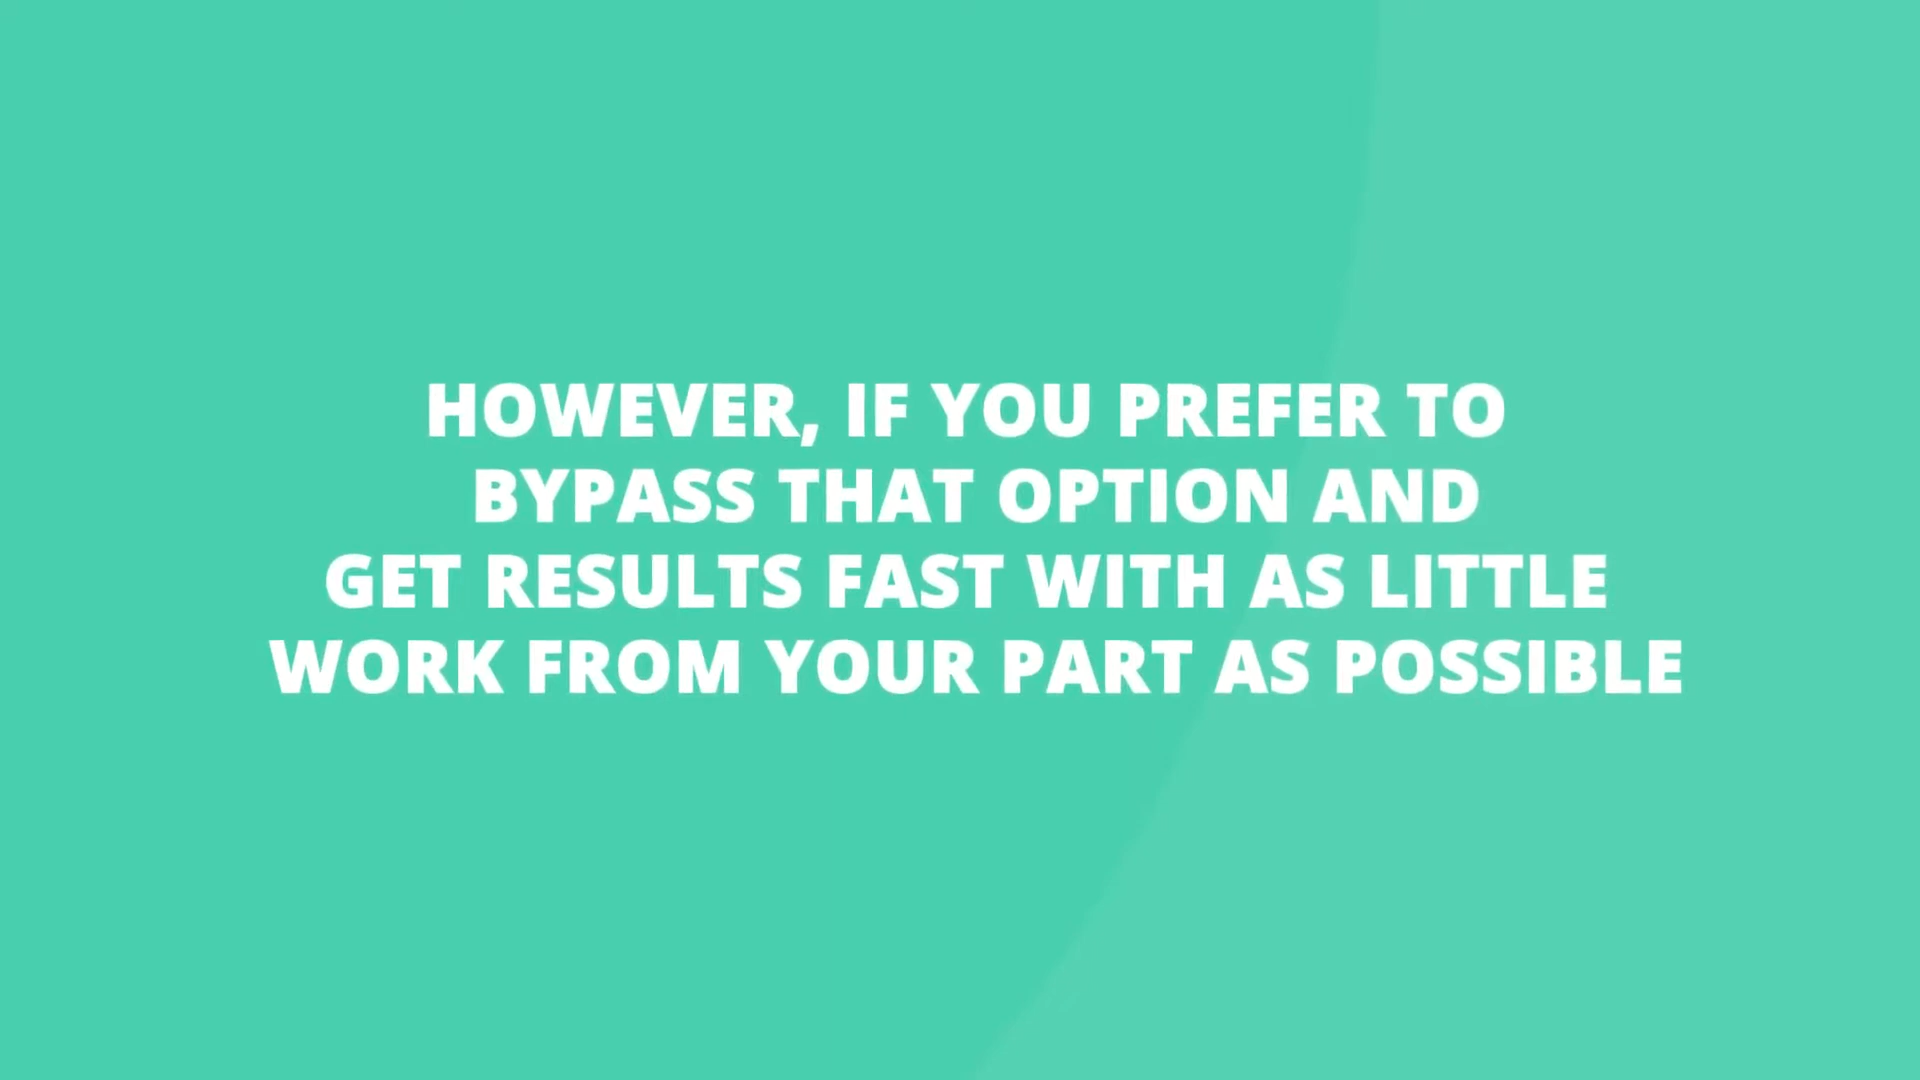 HOWEVER, IF YOU PREFER TO
BYPASS THAT OPTION AND
GET RESULTS FAST WITH AS LITTLE
WORK FROM YOUR PART AS POSSIBLE